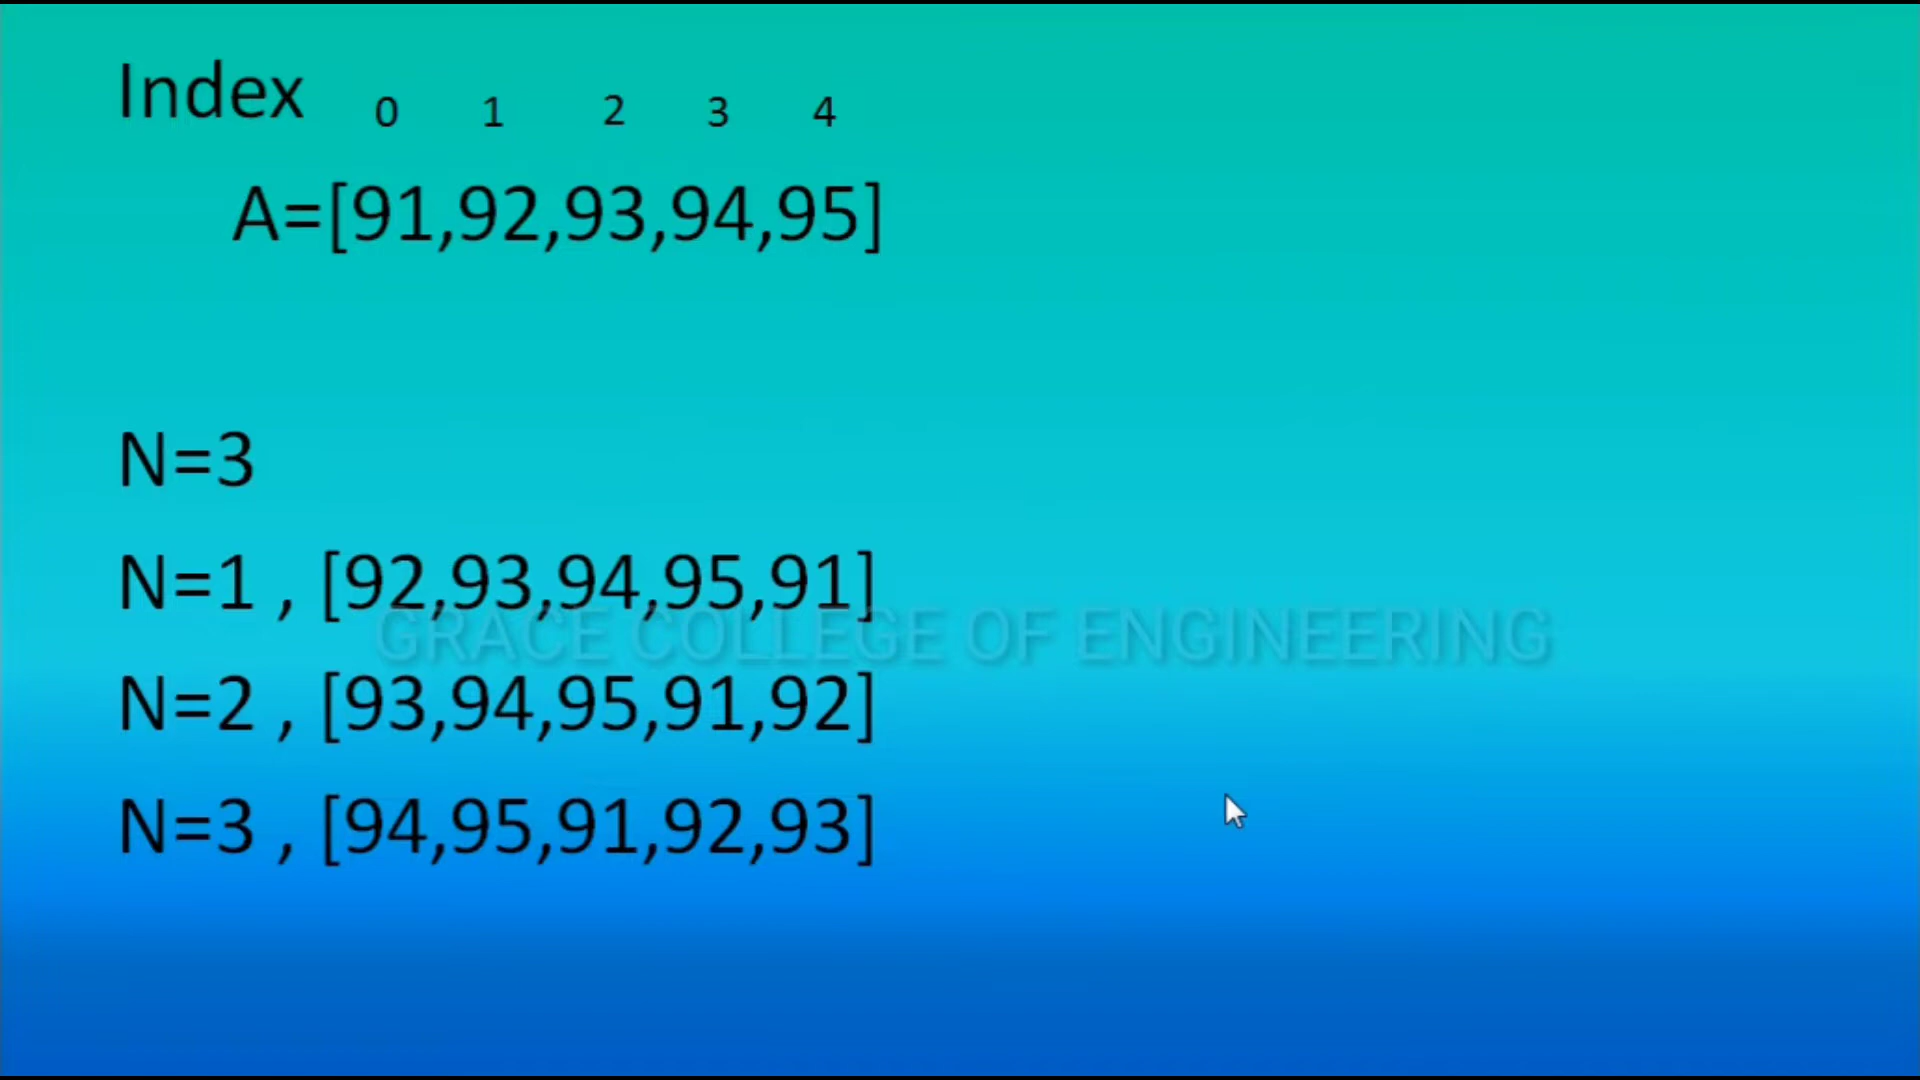 Index 0 1 2 3 4
A=[91,92,93,94,95]
N=3
N=1 , [92,93,94,95,91]
GRACE COLLEGE OF ENGINEERING
N=2 , [93,94,95,91,92]
N=3 , [94,95,91,92,93]